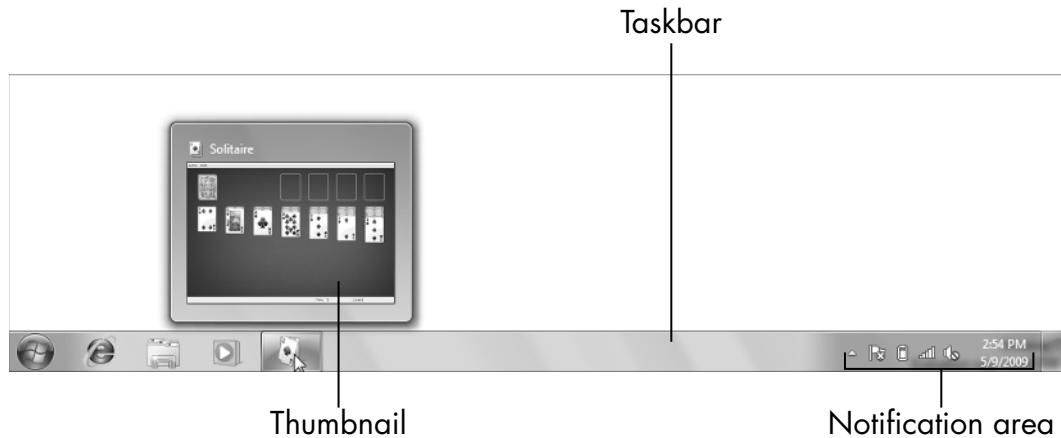 Taskbar
Solitaire
2:54 PM
5/9/2009
Thumbnail
Notification area